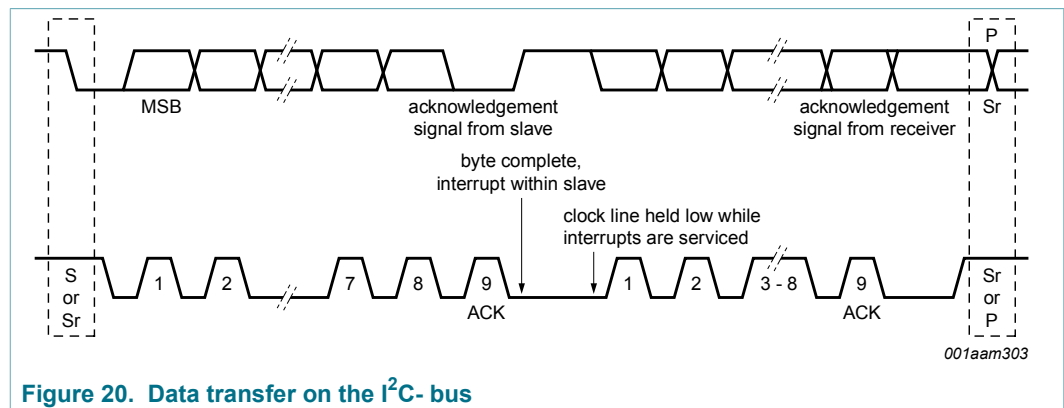 P
MSB
acknowledgement
signal from slave
acknowledgement
signal from receiver
Sr
byte complete,
interrupt within slave
clock line held low while
interrupts are serviced
S
or
Sr
1
2
7
8
9
1
2
3 - 8
9
Sr
or
P
ACK
ACK
001aam303
Figure 20. Data transfer on the I²C- bus